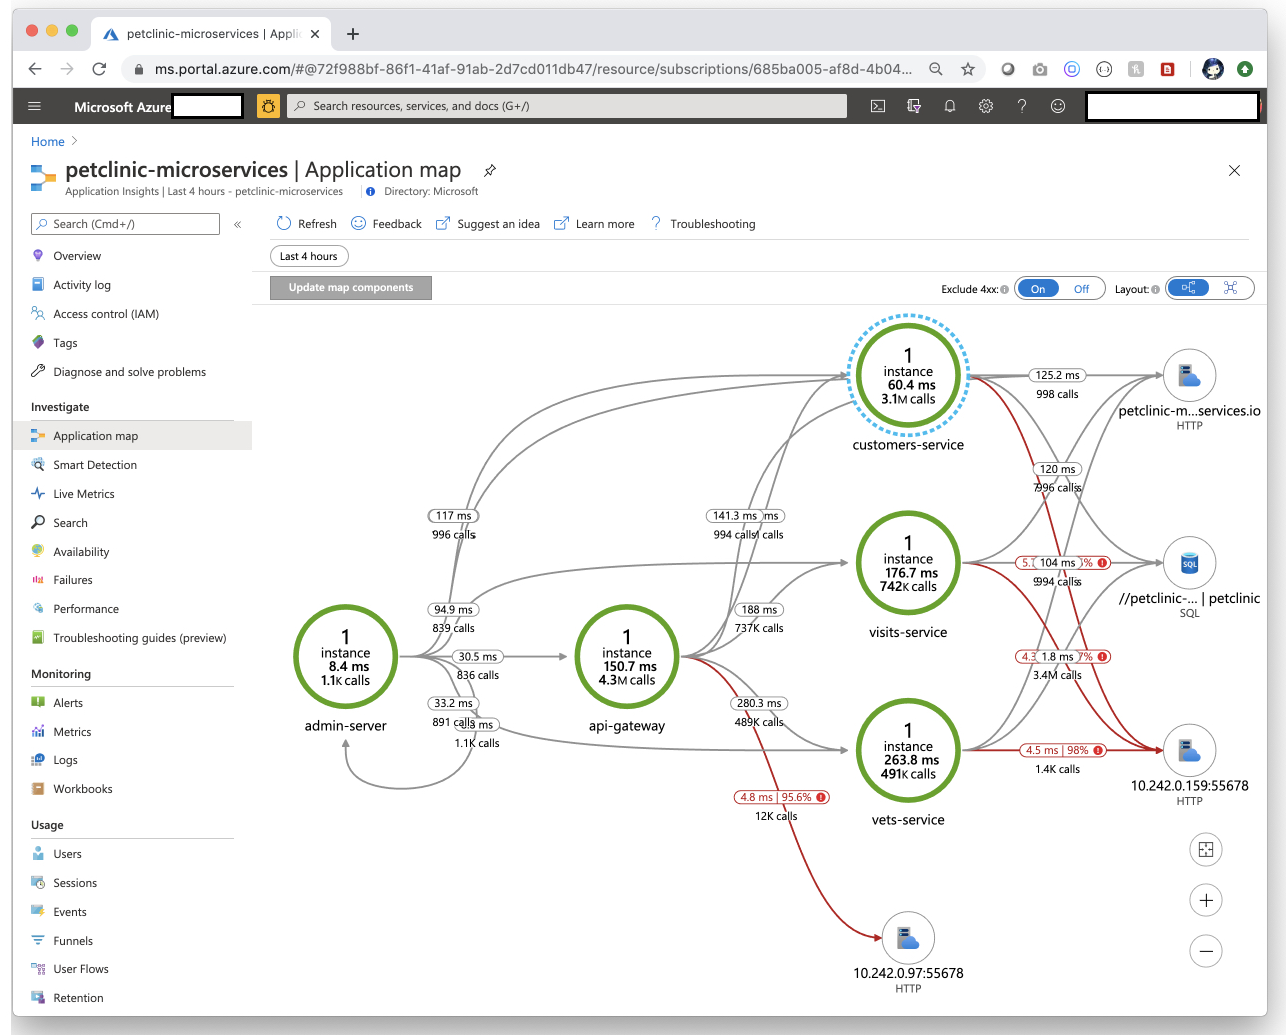 petclinic-microservices | Applic
ms.portal.azure.com/#@72f988bf-86f1-41af-91ab-2d7cd011db47/resource/subscriptions/685ba005-af8d-4b04...
Microsoft Azure
Search resources, services, and docs (G+/)
Home
petclinic-microservices | Application map
Application Insights | Last 4 hours - petclinic-microservices
Directory: Microsoft
Search (Cmd+/)
«
Refresh
Feedback
Suggest an idea
Learn more
Troubleshooting
Last 4 hours
Update map components
Exclude 4xx:
On
Off
Layout:
Overview
Activity log
Access control (IAM)
Tags
Diagnose and solve problems
Investigate
Application map
Smart Detection
Live Metrics
Search
Availability
Failures
Performance
Troubleshooting guides (preview)
Monitoring
Alerts
Metrics
Logs
Workbooks
Usage
Users
Sessions
Events
Funnels
User Flows
Retention
1
instance
60.4 ms
3.1M calls
customers-service
125.2 ms
998 calls
petclinic-m...services.io
HTTP
117 ms
996 calls
141.3 ms
994 calls
120 ms
996 calls
1
instance
176.7 ms
742K calls
visits-service
104 ms
994 calls
SQL
//petclinic-... | petclinic
SQL
94.9 ms
839 calls
188 ms
737K calls
1
instance
8.4 ms
1.1K calls
admin-server
30.5 ms
836 calls
1
instance
150.7 ms
4.3M calls
api-gateway
1.8 ms
3.4M calls
33.2 ms
891 calls
1.1K calls
280.3 ms
489K calls
1
instance
263.8 ms
491K calls
vets-service
4.5 ms | 98%
1.4K calls
10.242.0.159:55678
HTTP
4.8 ms | 95.6%
12K calls
10.242.0.97:55678
HTTP